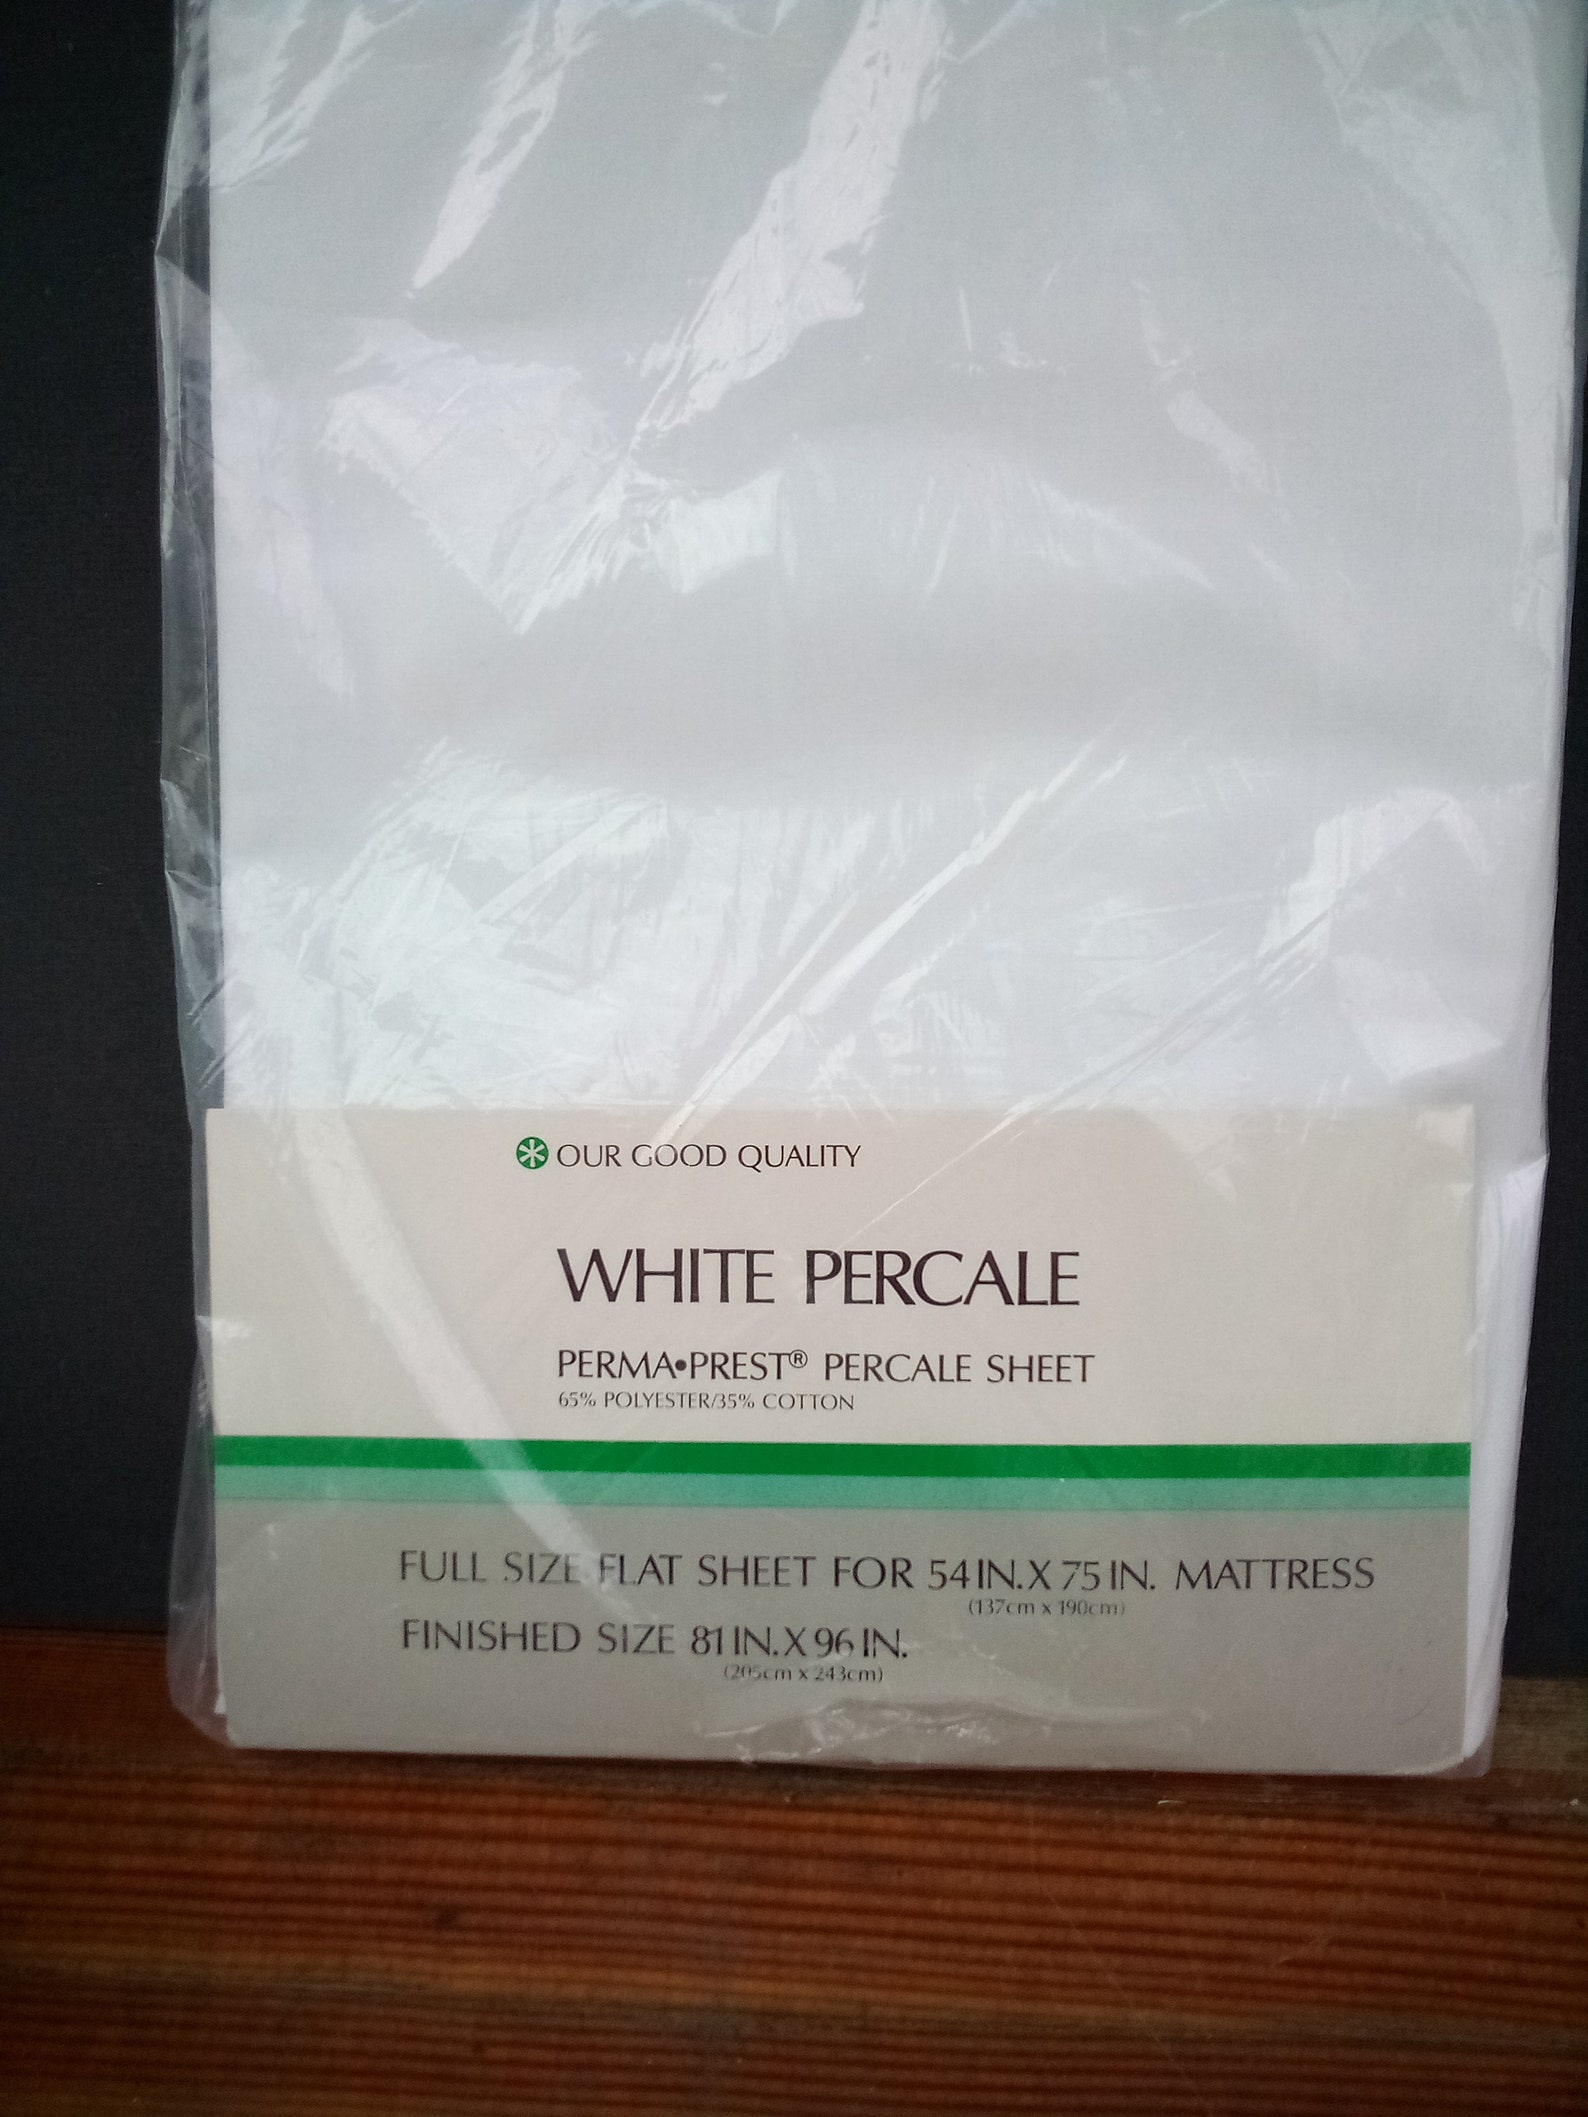 OUR GOOD QUALITY
WHITE PERCALE
PERMA•PREST® PERCALE SHEET
65% POLYESTER/35% COTTON
FULL SIZE FLAT SHEET FOR 54 IN. X 75 IN. MATTRESS
(137cm x 190cm)
FINISHED SIZE 81 IN. X 96 IN.
(205cm x 243cm)